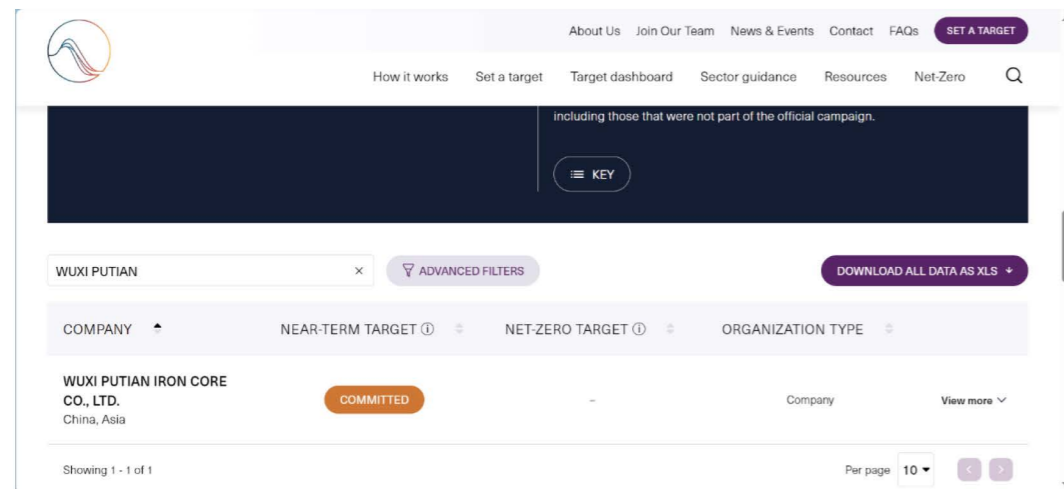 About Us Join Our Team News & Events Contact FAQs SET A TARGET
How it works Set a target Target dashboard Sector guidance Resources Net-Zero
including those that were not part of the official campaign.
KEY
WUXI PUTIAN × ADVANCED FILTERS DOWNLOAD ALL DATA AS XLS
COMPANY NEAR-TERM TARGET NET-ZERO TARGET ORGANIZATION TYPE
WUXI PUTIAN IRON CORE
CO., LTD.
China, Asia
COMMITTED – Company View more
Showing 1 - 1 of 1 Per page 10